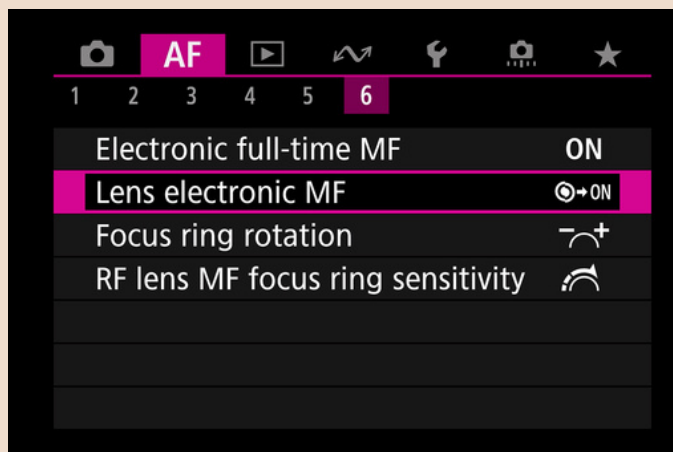 AF
1 2 3 4 5 6
Electronic full-time MF ON
Lens electronic MF ON
Focus ring rotation
RF lens MF focus ring sensitivity